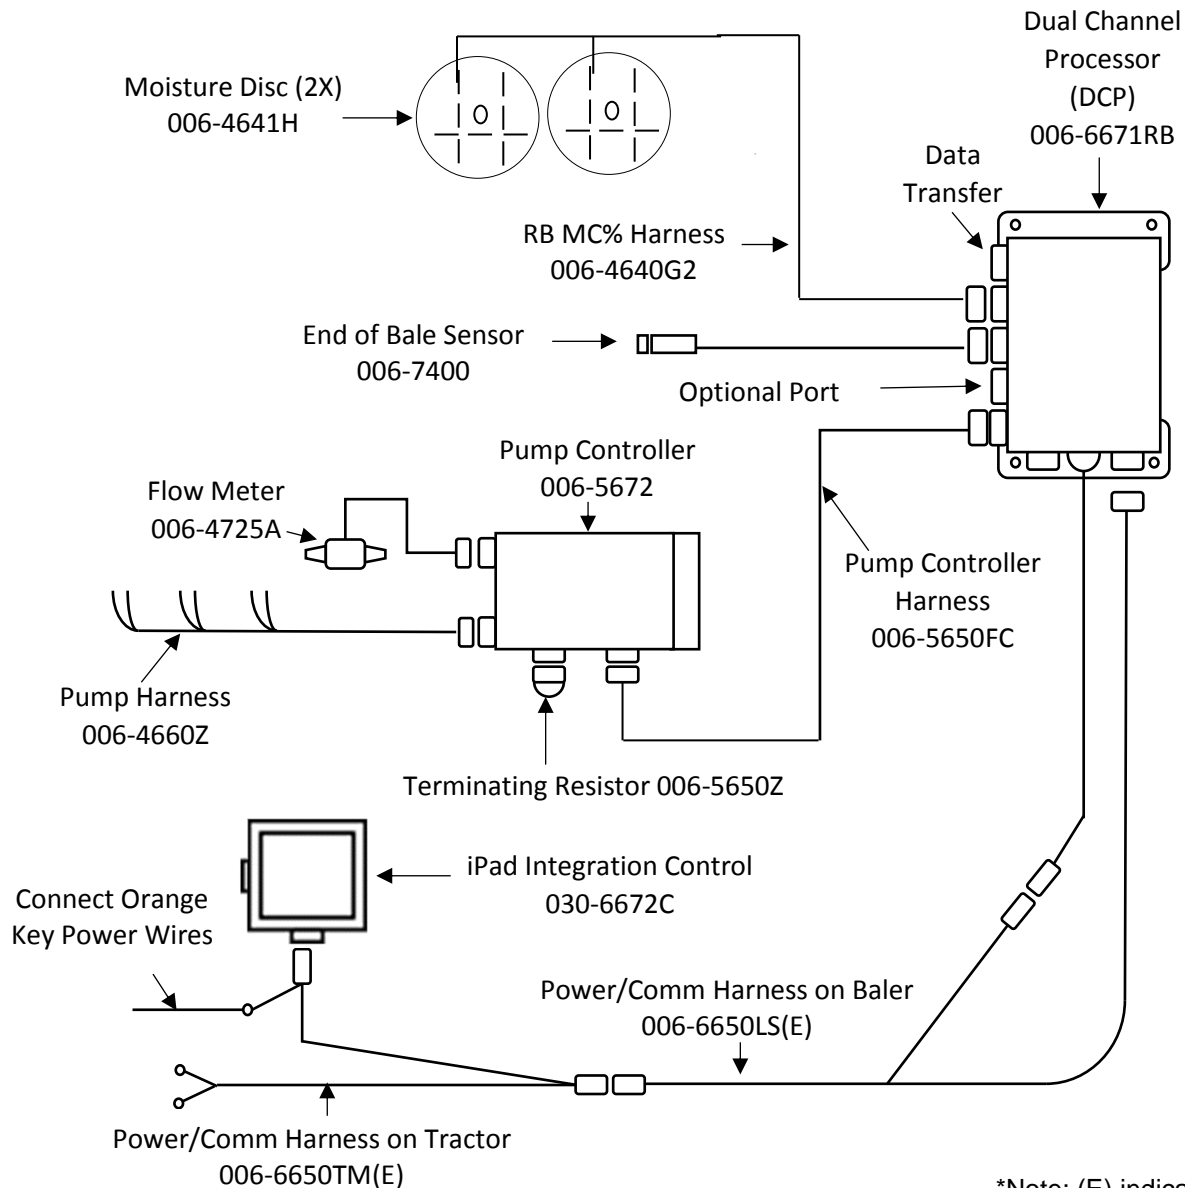 Dual Channel
Processor
(DCP)
006-6671RB
Moisture Disc (2X)
006-4641H
Data
Transfer
RB MC% Harness
006-4640G2
End of Bale Sensor
006-7400
Optional Port
Pump Controller
006-5672
Flow Meter
006-4725A
Pump Controller
Harness
006-5650FC
Pump Harness
006-4660Z
Terminating Resistor 006-5650Z
iPad Integration Control
030-6672C
Connect Orange
Key Power Wires
Power/Comm Harness on Baler
006-6650LS(E)
Power/Comm Harness on Tractor
006-6650TM(E)
*Note: (E)